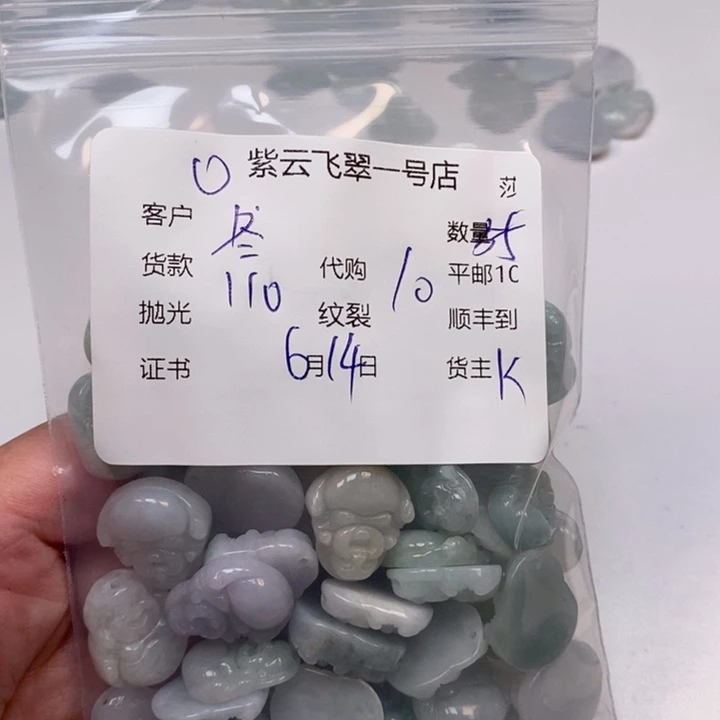 紫云飞翠一号店 莎
客户 数量 35
货款 110 代购 10 平邮10
抛光 纹裂 顺丰到
证书 6月14日 货主 K